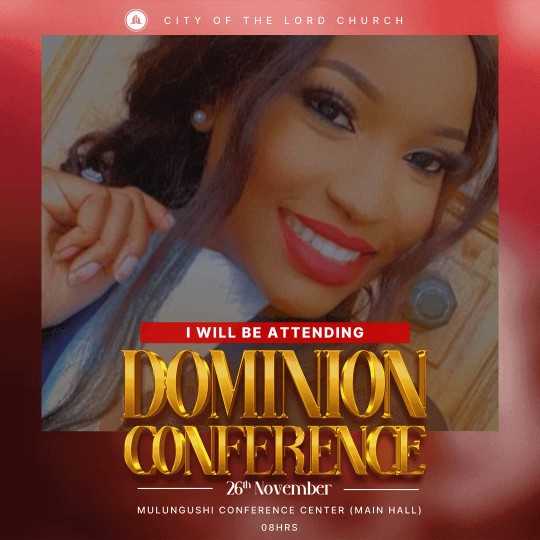 CITY OF THE LORD CHURCH
I WILL BE ATTENDING
DOMINION
CONFERENCE
26th November
MULUNGUSHI CONFERENCE CENTER (MAIN HALL)
08HRS